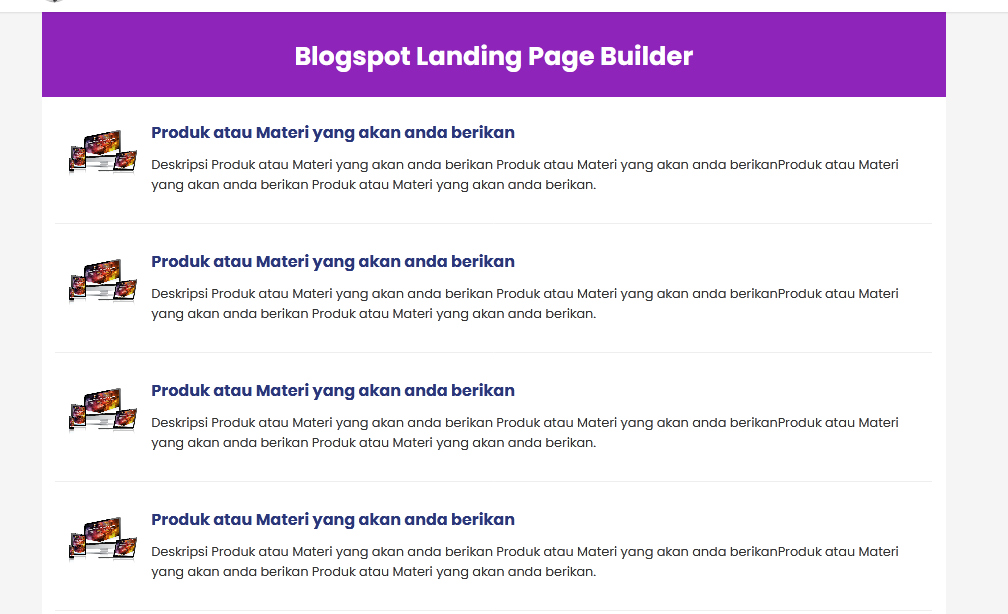 Blogspot Landing Page Builder
Produk atau Materi yang akan anda berikan
Deskripsi Produk atau Materi yang akan anda berikan Produk atau Materi yang akan anda berikanProduk atau Materi
yang akan anda berikan Produk atau Materi yang akan anda berikan.
Produk atau Materi yang akan anda berikan
Deskripsi Produk atau Materi yang akan anda berikan Produk atau Materi yang akan anda berikanProduk atau Materi
yang akan anda berikan Produk atau Materi yang akan anda berikan.
Produk atau Materi yang akan anda berikan
Deskripsi Produk atau Materi yang akan anda berikan Produk atau Materi yang akan anda berikanProduk atau Materi
yang akan anda berikan Produk atau Materi yang akan anda berikan.
Produk atau Materi yang akan anda berikan
Deskripsi Produk atau Materi yang akan anda berikan Produk atau Materi yang akan anda berikanProduk atau Materi
yang akan anda berikan Produk atau Materi yang akan anda berikan.